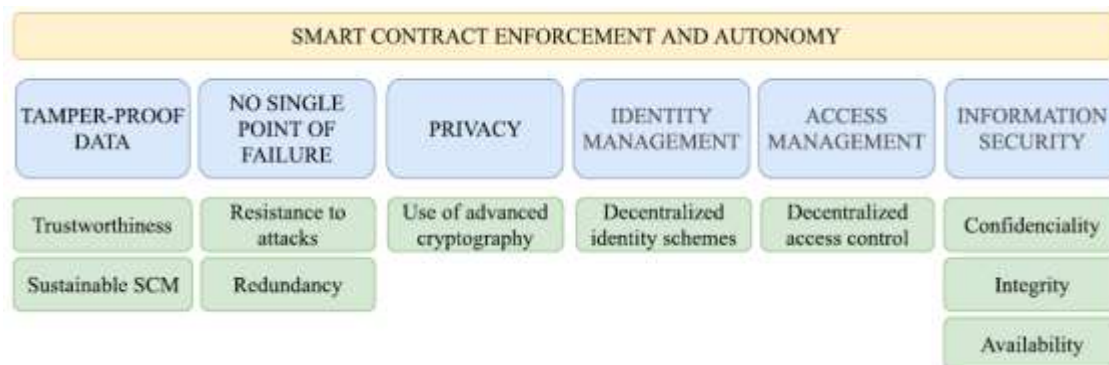 SMART CONTRACT ENFORCEMENT AND AUTONOMY
TAMPER-PROOF
DATA
NO SINGLE
POINT OF
FAILURE
PRIVACY
IDENTITY
MANAGEMENT
ACCESS
MANAGEMENT
INFORMATION
SECURITY
Trustworthiness
Resistance to
attacks
Use of advanced
cryptography
Decentralized
identity schemes
Decentralized
access control
Confidenciality
Sustainable SCM
Redundancy
Integrity
Availability